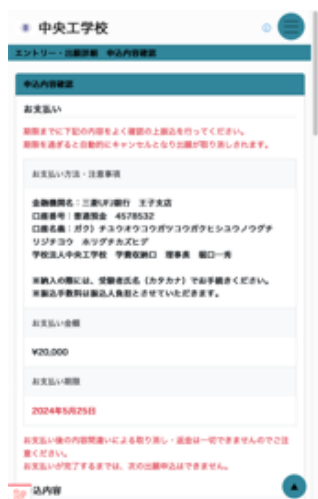 中央工学校
エントリー・出願詳細 申込内容確認
申込内容確認
お支払い
期限までに下記の内容をよく確認の上振込を行ってください。
期限を過ぎると自動的にキャンセルとなり出願が取り消しされます。
お支払い方法・注意事項
金融機関名：三菱UFJ銀行 王子支店
口座番号：普通預金 4578532
口座名義：ガク）チユウオウコウガツコウガクヒシユウノウグチ
リジチヨウ ホリグチカズヒデ
学校法人中央工学校 学費収納口 理事長 堀口一秀
※納入の際には、受験者氏名（カタカナ）でお手続きください。
※振込手数料は振込人負担とさせていただきます。
お支払い金額
¥20,000
お支払い期限
2024年5月25日
お支払い後の内容間違いによる取り消し・返金は一切できませんのでご注
意ください。
お支払いが完了するまでは、次の出願申込はできません。
込内容